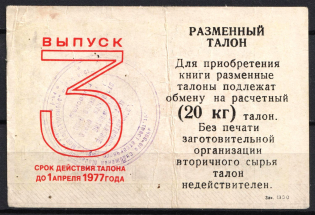 ВЫПУСК
3
СРОК ДЕЙСТВИЯ ТАЛОНА
ДО 1 АПРЕЛЯ 1977 ГОДА
РАЗМЕННЫЙ
ТАЛОН
Для приобретения
книги разменные
талоны подлежат
обмену на расчетный
(20 кг) талон.
Без печати
заготовительной
организации
вторичного сырья
талон
недействителен.